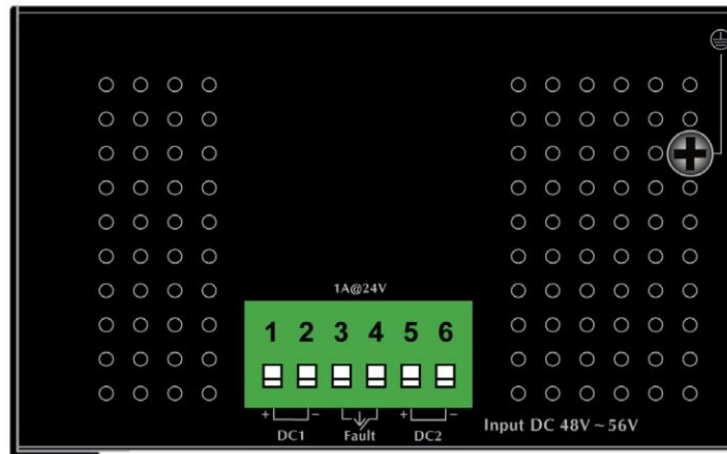 1A@24V
1 2 3 4 5 6
+ − + −
DC1 Fault DC2
Input DC 48V ~ 56V